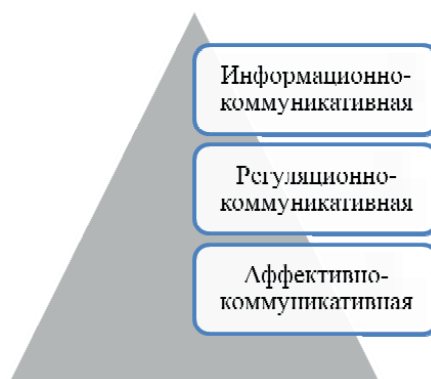 Информационно-
коммуникативная
Регуляционно-
коммуникативная
Аффективно-
коммуникативная